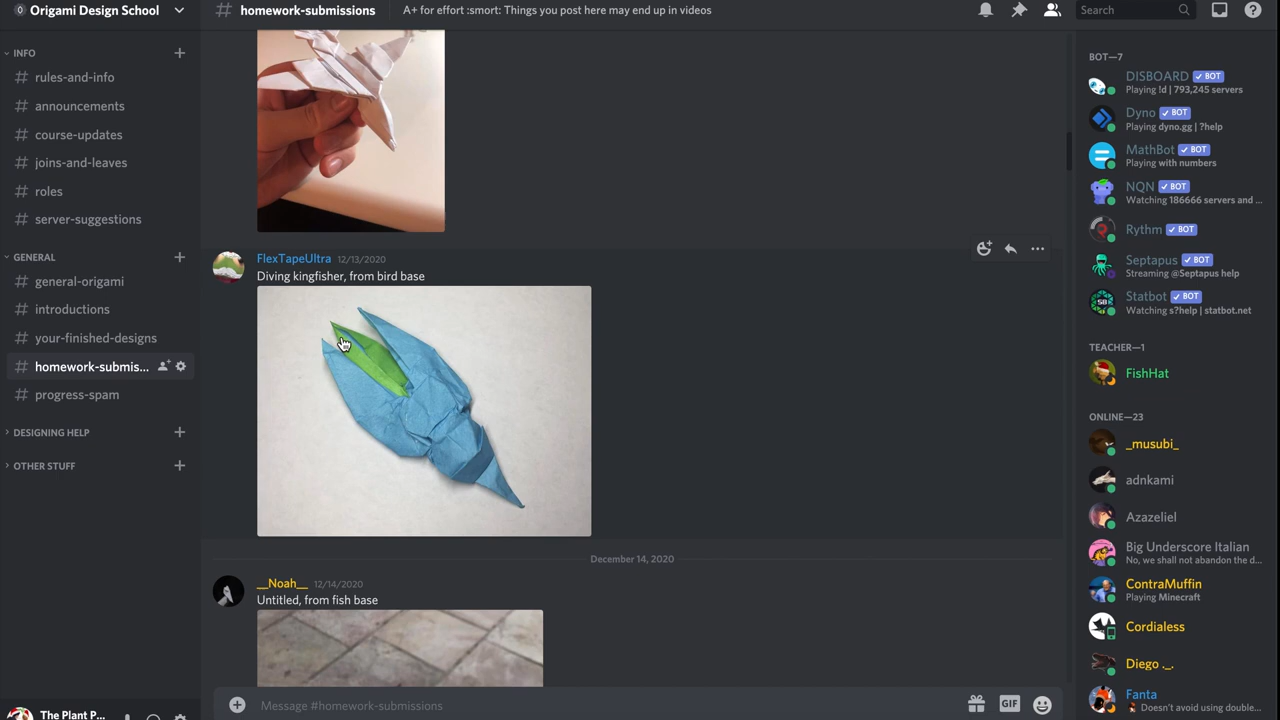 Origami Design School
homework-submissions
A+ for effort :smort: Things you post here may end up in videos
Search
INFO
rules-and-info
announcements
course-updates
joins-and-leaves
roles
server-suggestions
GENERAL
general-origami
introductions
your-finished-designs
homework-submis...
progress-spam
DESIGNING HELP
OTHER STUFF
The Plant P...
FlexTapeUltra 12/13/2020
Diving kingfisher, from bird base
December 14, 2020
__Noah__ 12/14/2020
Untitled, from fish base
Message #homework-submissions
GIF
BOT—7
DISBOARD BOT
Playing !d | 793,245 servers
Dyno BOT
Playing dyno.gg | ?help
MathBot BOT
Playing with numbers
NQN BOT
Watching 186666 servers and ...
Rythm BOT
Septapus BOT
Streaming @Septapus help
Statbot BOT
Watching s?help | statbot.net
TEACHER—1
FishHat
ONLINE—23
_musubi_
adnkami
Azazeliel
Big Underscore Italian
No, we shall not abandon the d...
ContraMuffin
Playing Minecraft
Cordialess
Diego ._.
Fanta
Doesn't avoid using double...